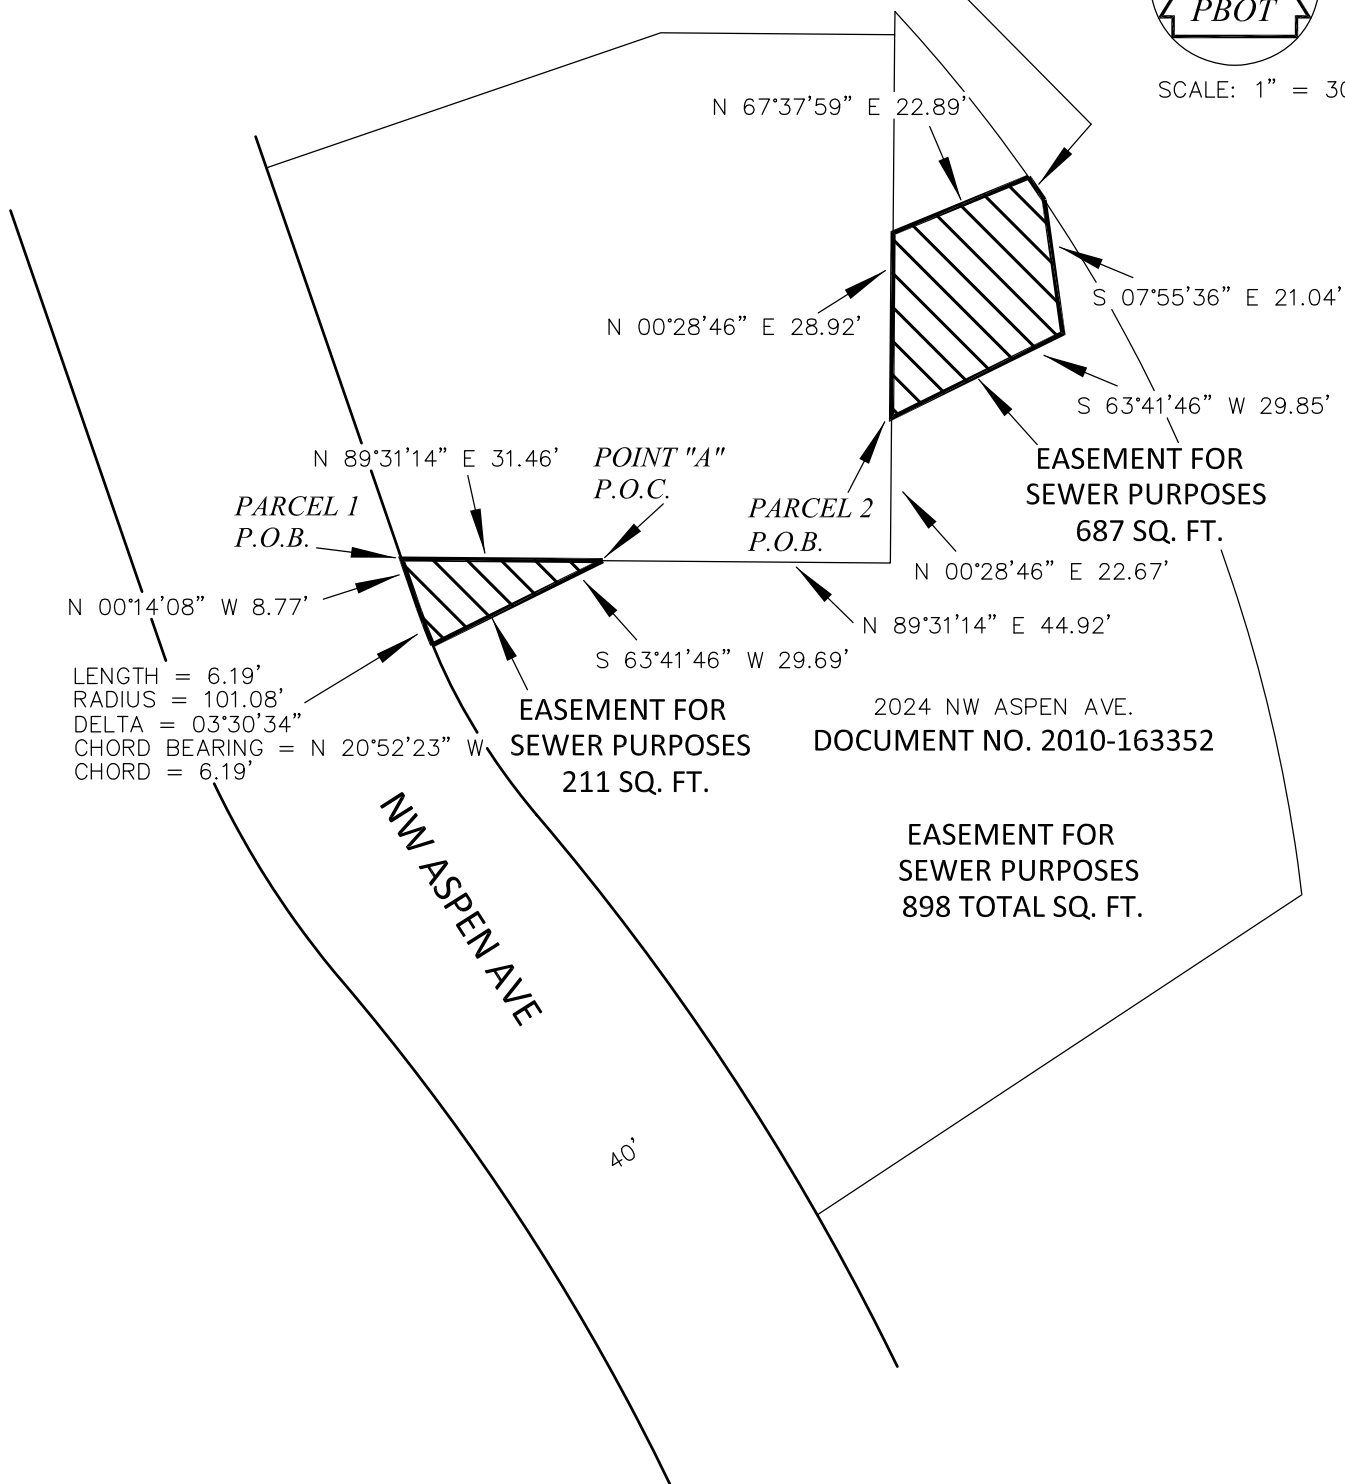 PBOT
SCALE: 1” = 30
N 67°37'59” E 22.89'
S 07°55'36” E 21.04'
N 00°28'46” E 28.92'
S 63°41'46” W 29.85'
EASEMENT FOR
SEWER PURPOSES
687 SQ. FT.
N 89°31'14” E 31.46'
POINT "A"
P.O.C.
PARCEL 1
P.O.B.
PARCEL 2
P.O.B.
N 00°28'46” E 22.67'
N 00°14'08” W 8.77'
N 89°31'14” E 44.92'
S 63°41'46” W 29.69'
LENGTH = 6.19'
RADIUS = 101.08'
DELTA = 03°30'34”
CHORD BEARING = N 20°52'23” W
CHORD = 6.19'
EASEMENT FOR
SEWER PURPOSES
211 SQ. FT.
2024 NW ASPEN AVE.
DOCUMENT NO. 2010-163352
EASEMENT FOR
SEWER PURPOSES
898 TOTAL SQ. FT.
NW ASPEN AVE
40'